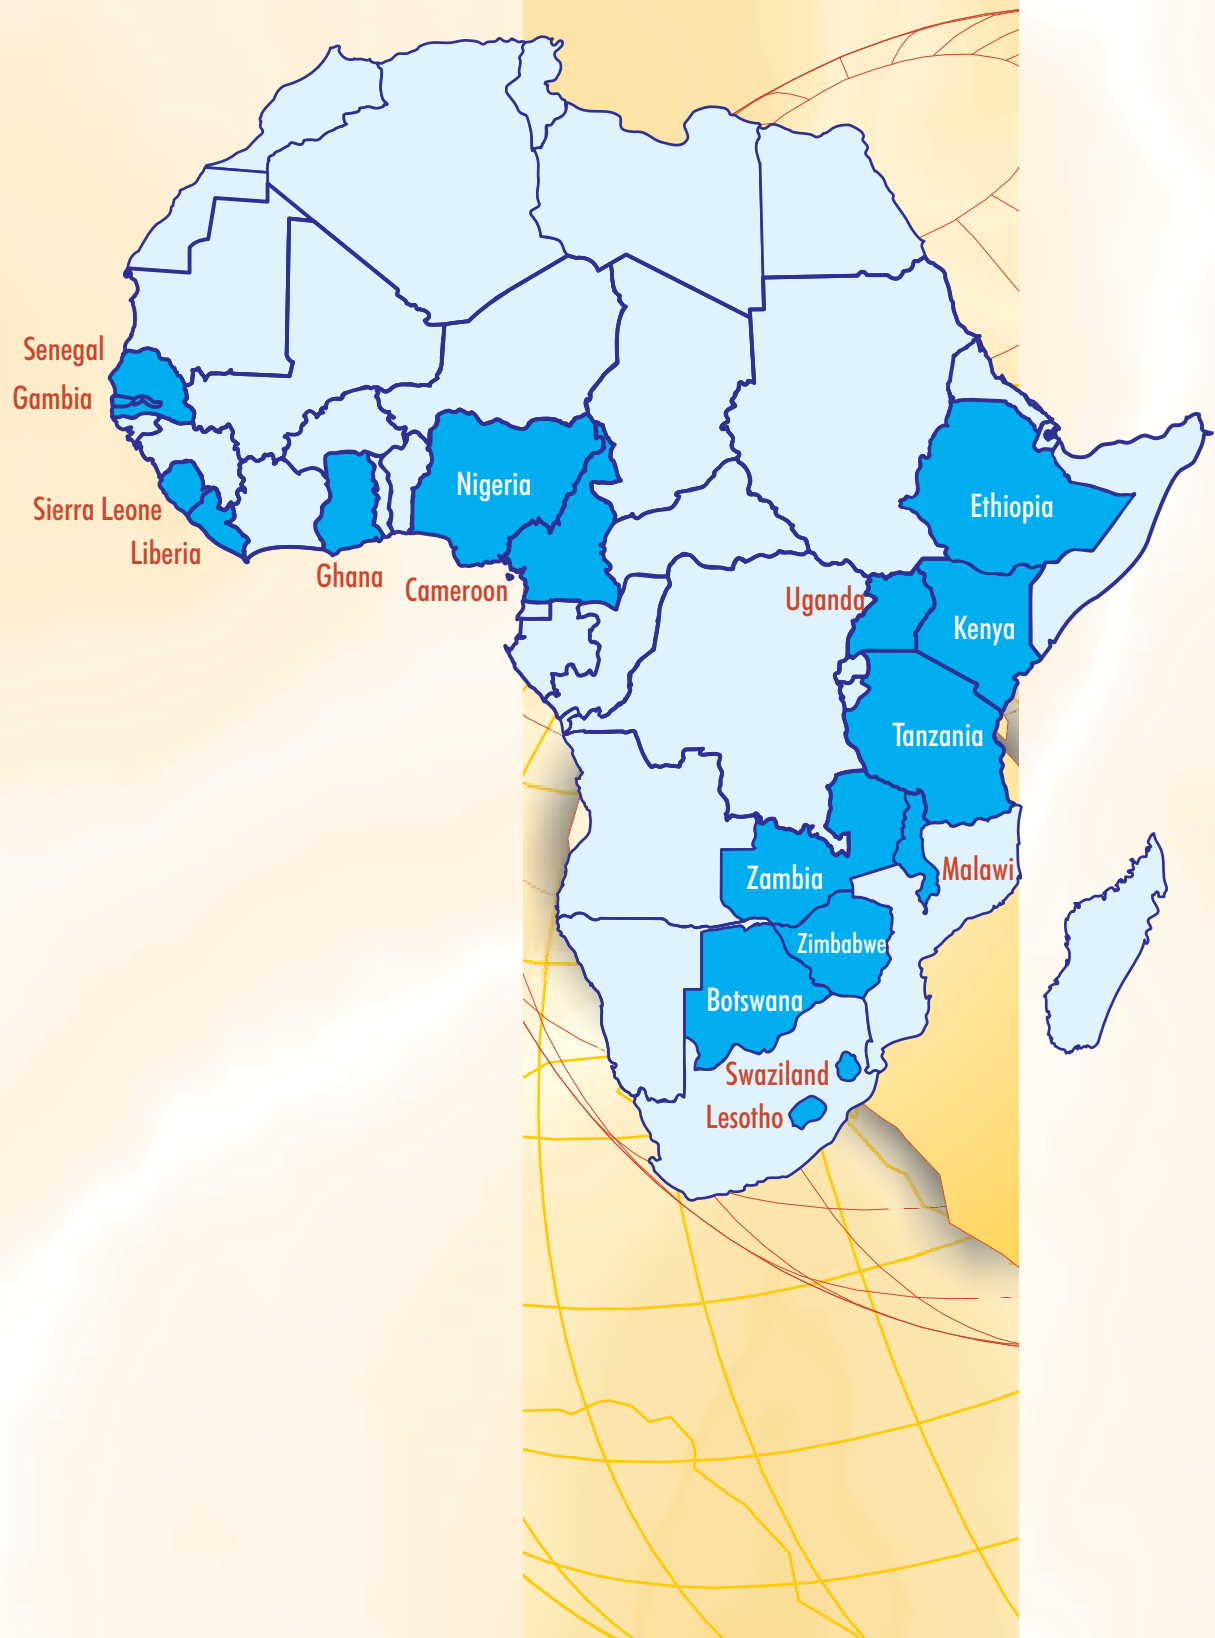 Senegal
Gambia
Nigeria
Ethiopia
Sierra Leone
Liberia
Ghana
Cameroon
Uganda
Kenya
Tanzania
Malawi
Zambia
Zimbabwe
Botswana
Swaziland
Lesotho